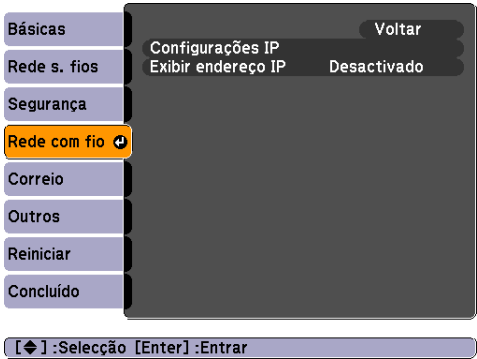 Básicas
Rede s. fios
Segurança
Rede com fio
Correio
Outros
Reiniciar
Concluído
Voltar
Configurações IP
Exibir endereço IP Desactivado
[◆] :Selecção [Enter] :Entrar